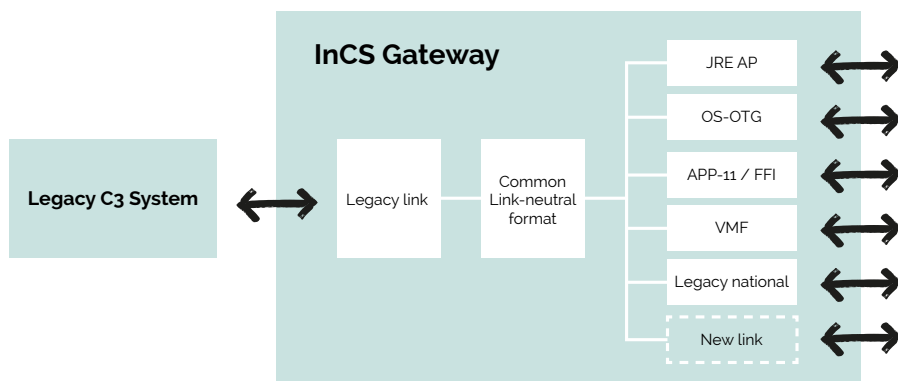 InCS Gateway
Legacy C3 System
Legacy link
Common
Link-neutral
format
JRE AP
OS-OTG
APP-11 / FFI
VMF
Legacy national
New link